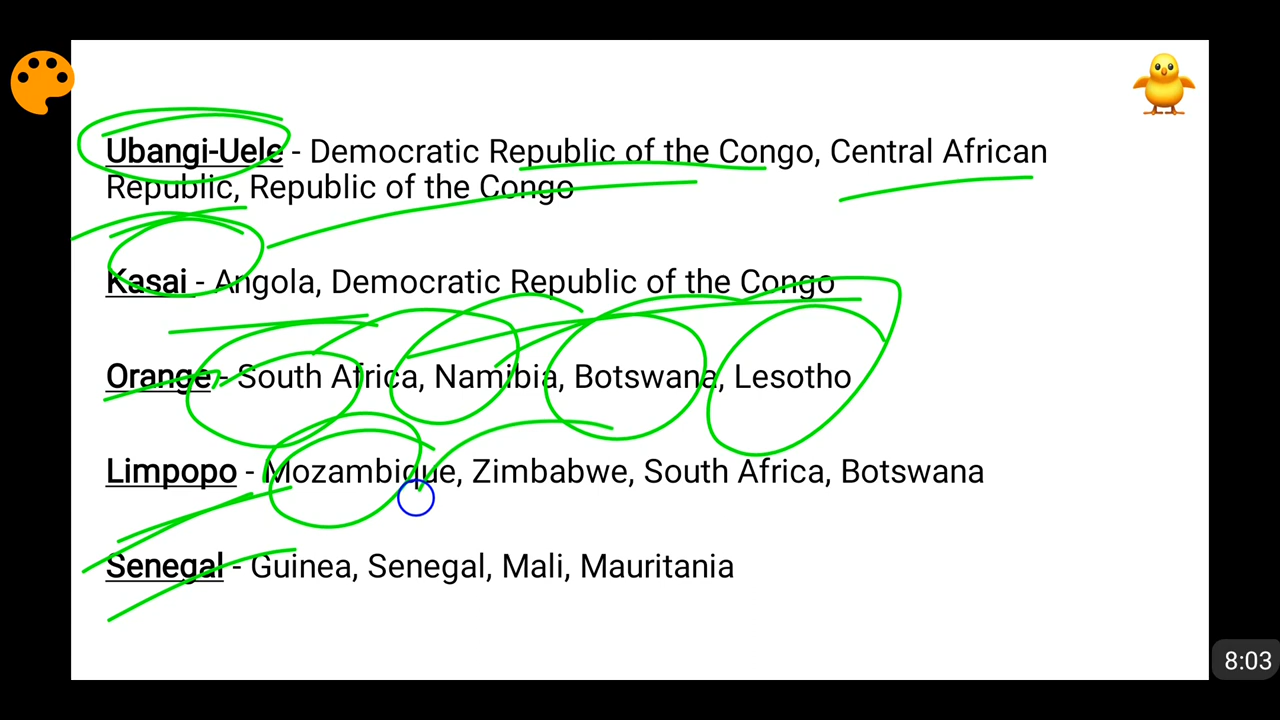 Ubangi-Uele - Democratic Republic of the Congo, Central African
Republic, Republic of the Congo
Kasai - Angola, Democratic Republic of the Congo
Orange - South Africa, Namibia, Botswana, Lesotho
Limpopo - Mozambique, Zimbabwe, South Africa, Botswana
Senegal - Guinea, Senegal, Mali, Mauritania
8:03